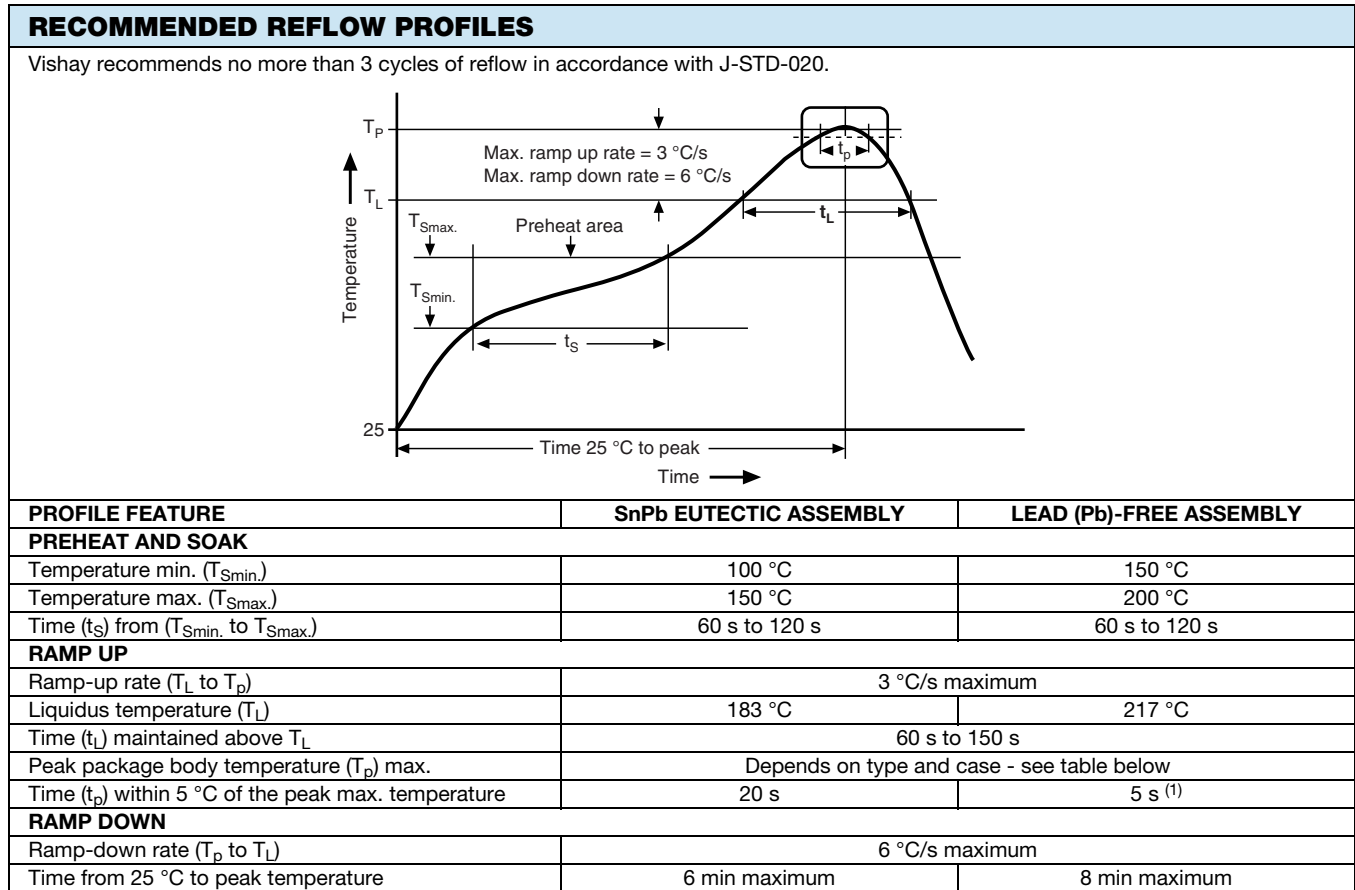 RECOMMENDED REFLOW PROFILES
Vishay recommends no more than 3 cycles of reflow in accordance with J-STD-020.
TP
Max. ramp up rate = 3 °C/s
Max. ramp down rate = 6 °C/s
tp
TL
tL
TSmax.
Preheat area
Temperature
TSmin.
tS
25
Time 25 °C to peak
Time
PROFILE FEATURE SnPb EUTECTIC ASSEMBLY LEAD (Pb)-FREE ASSEMBLY
PREHEAT AND SOAK
Temperature min. (TSmin.) 100 °C 150 °C
Temperature max. (TSmax.) 150 °C 200 °C
Time (tS) from (TSmin. to TSmax.) 60 s to 120 s 60 s to 120 s
RAMP UP
Ramp-up rate (TL to Tp) 3 °C/s maximum
Liquidus temperature (TL) 183 °C 217 °C
Time (tL) maintained above TL 60 s to 150 s
Peak package body temperature (Tp) max. Depends on type and case - see table below
Time (tp) within 5 °C of the peak max. temperature 20 s 5 s (1)
RAMP DOWN
Ramp-down rate (Tp to TL) 6 °C/s maximum
Time from 25 °C to peak temperature 6 min maximum 8 min maximum